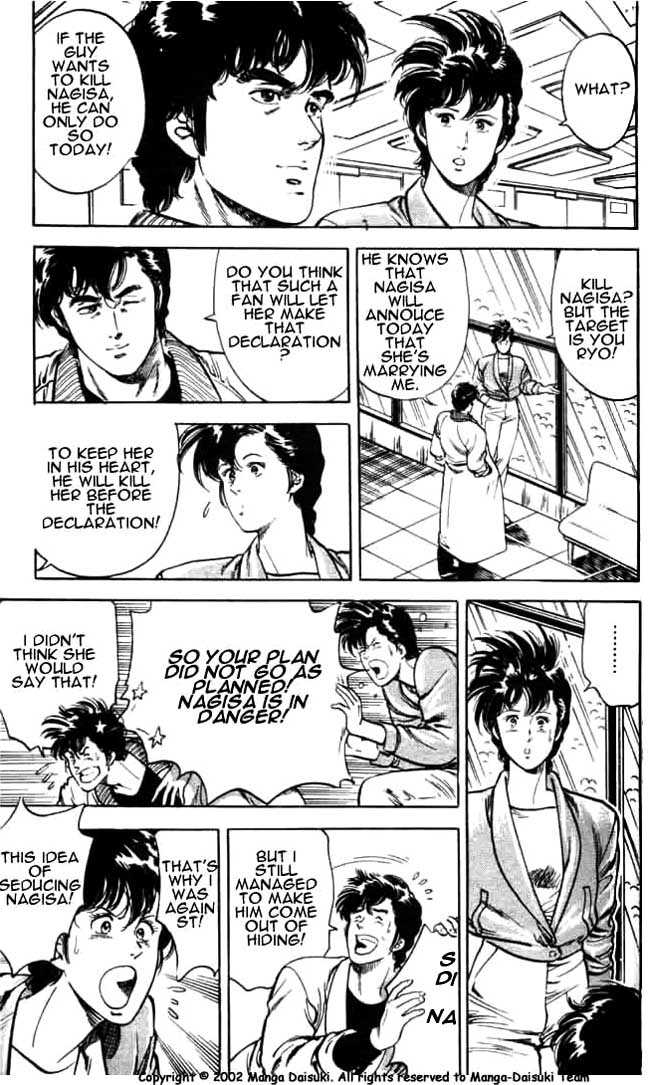 IF THE
GUY
WANTS
TO KILL
NAGISA,
HE CAN
ONLY DO
SO
TODAY!
WHAT?
KILL
NAGISA?
BUT THE
TARGET
IS YOU
RYO!
HE KNOWS
THAT
NAGISA
WILL
ANNOUCE
TODAY
THAT
SHE'S
MARRYING
ME.
DO YOU THINK
THAT SUCH A
FAN WILL LET
HER MAKE
THAT
DECLARATION
?
TO KEEP HER
IN HIS HEART,
HE WILL KILL
HER BEFORE
THE
DECLARATION!
.........
SO YOUR PLAN
DID NOT GO AS
PLANNED!
NAGISA IS IN
DANGER!
I DIDN'T
THINK SHE
WOULD
SAY THAT!
S
DI
NA
BUT I
STILL
MANAGED
TO MAKE
HIM COME
OUT OF
HIDING!
THAT'S
WHY I
WAS
AGAIN
ST!
THIS IDEA
OF
SEDUCING
NAGISA!
Copyright © 2002 Manga Daisuki. All rights Reserved to Manga-Daisuki Team